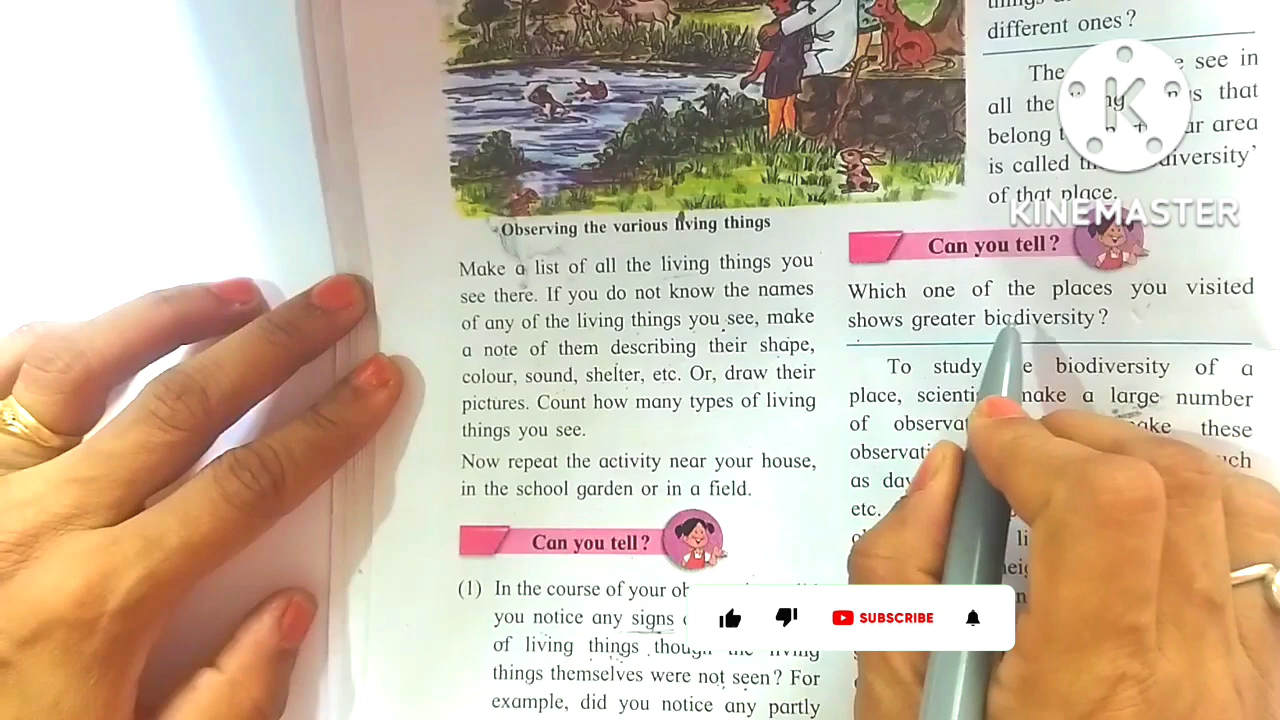 Observing the various living things
Make a list of all the living things you
see there. If you do not know the names
of any of the living things you see, make
a note of them describing their shape,
colour, sound, shelter, etc. Or, draw their
pictures. Count how many types of living
things you see.
Now repeat the activity near your house,
in the school garden or in a field.
Can you tell?
(1) In the course of your
you notice any signs
of living things though the living
things themselves were not seen? For
example, did you notice any partly
things
different ones?
The see in
all the that
belong area
is called
of that place.
Can you tell?
Which one of the places you visited
shows greater biodiversity?
To study biodiversity of a
place, make a large number
of these
as
etc.
K
KINEMASTER
SUBSCRIBE